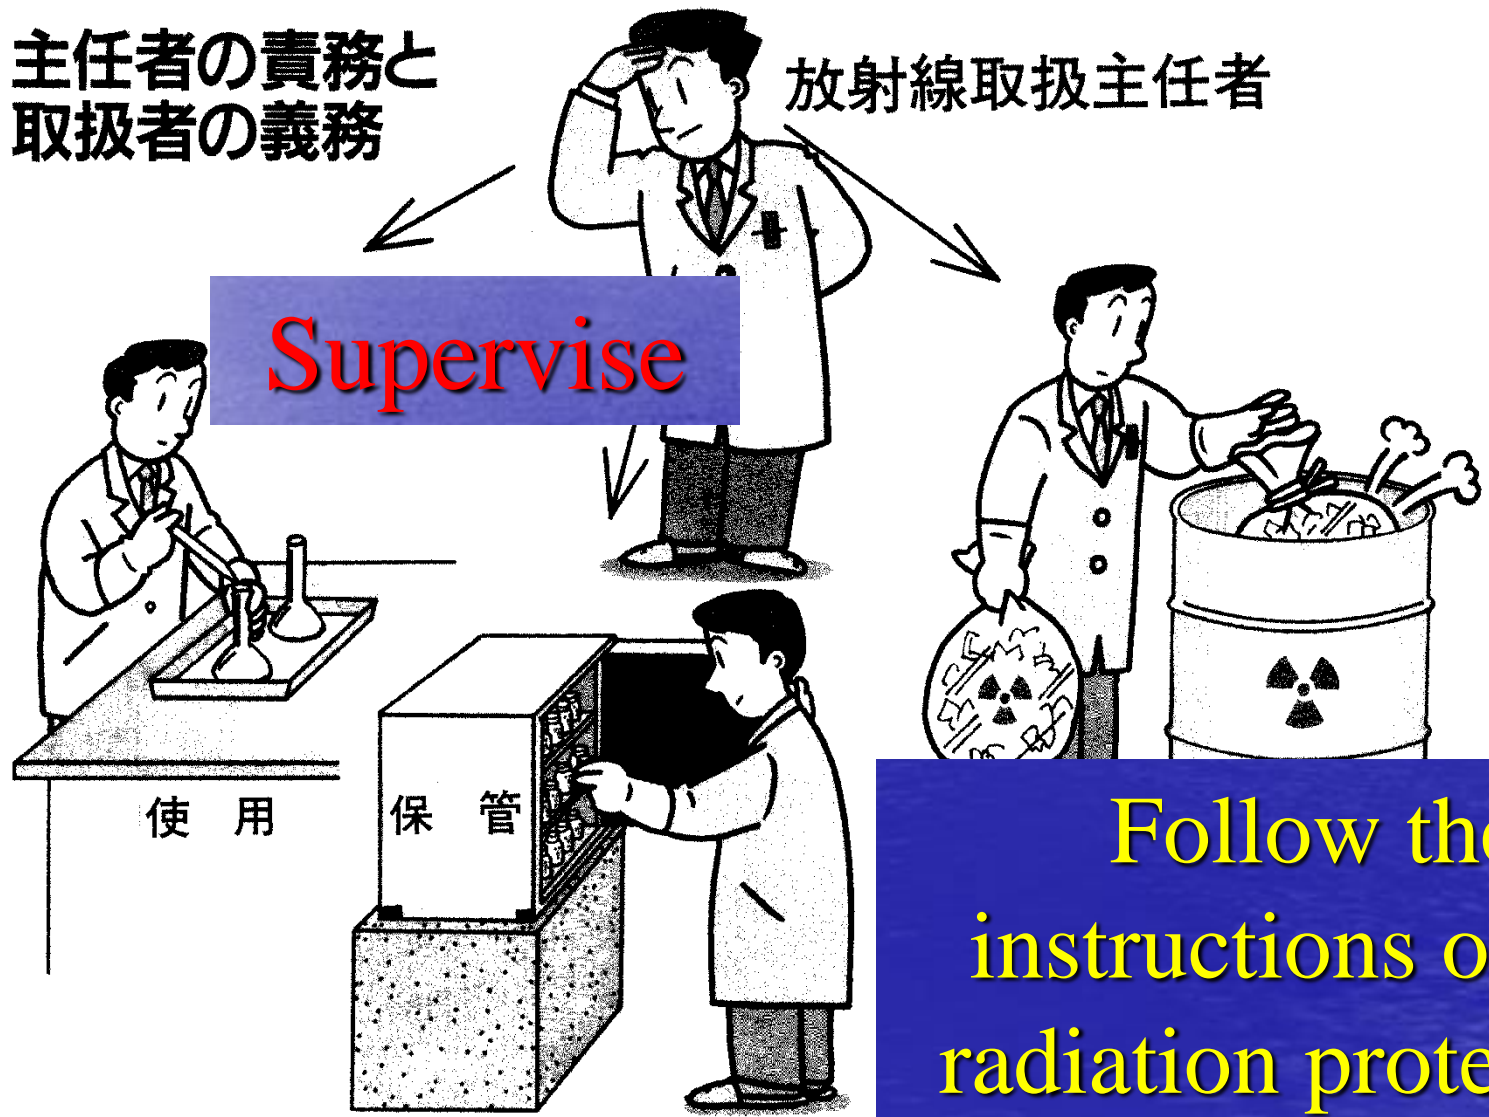 主任者の責務と
取扱者の義務
放射線取扱主任者
Supervise
使 用
保 管
Follow the
instructions o
radiation prote